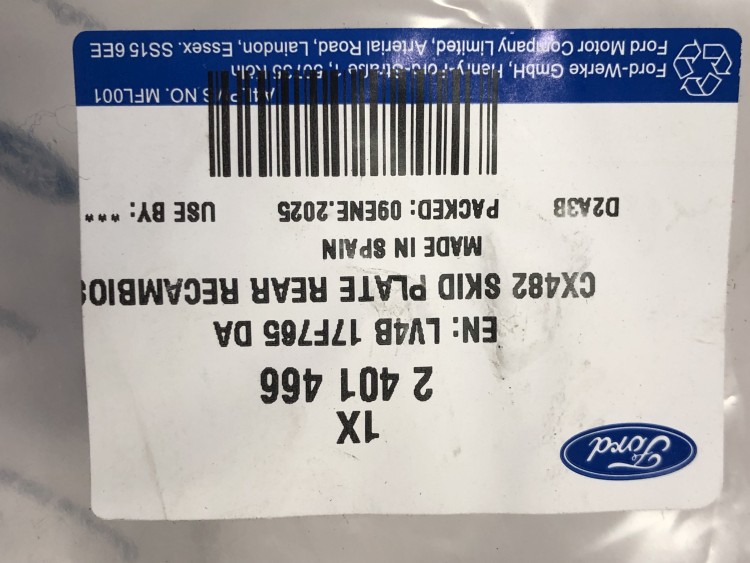 Ford
1X
2 401 466
EN: LV4B 17F765 DA
CX482 SKID PLATE REAR RECAMBIOS
MADE IN SPAIN
D2A3B PACKED: 09ENE.2025 USE BY: ***
NO. MFL001
Ford-Werke GmbH, Henry-Ford-Straße 1, 50735 Köln
Ford Motor Company Limited, Arterial Road, Laindon, Essex. SS15 6EE